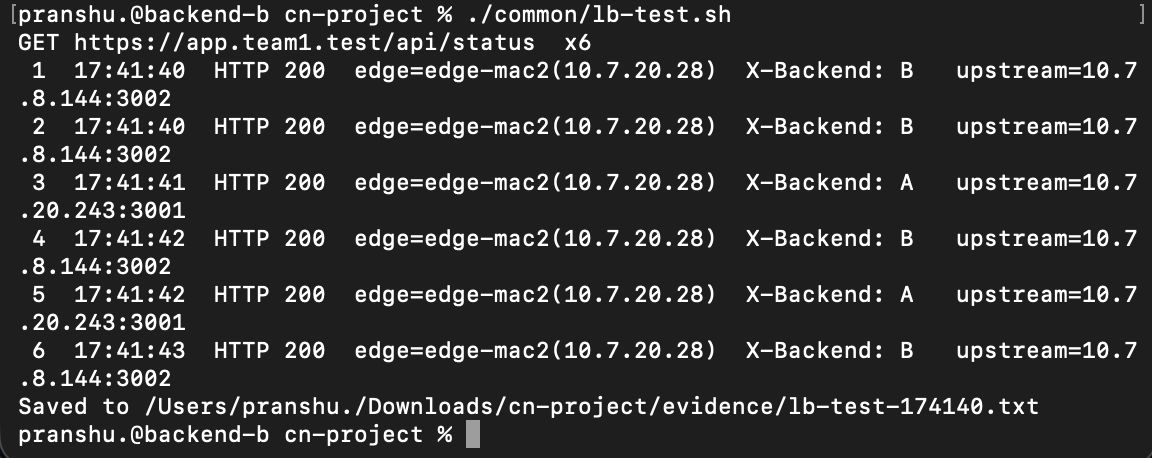 [pranshu.@backend-b cn-project % ./common/lb-test.sh ]
GET https://app.team1.test/api/status  x6
 1  17:41:40  HTTP 200  edge=edge-mac2(10.7.20.28)  X-Backend: B   upstream=10.7
.8.144:3002
 2  17:41:40  HTTP 200  edge=edge-mac2(10.7.20.28)  X-Backend: B   upstream=10.7
.8.144:3002
 3  17:41:41  HTTP 200  edge=edge-mac2(10.7.20.28)  X-Backend: A   upstream=10.7
.20.243:3001
 4  17:41:42  HTTP 200  edge=edge-mac2(10.7.20.28)  X-Backend: B   upstream=10.7
.8.144:3002
 5  17:41:42  HTTP 200  edge=edge-mac2(10.7.20.28)  X-Backend: A   upstream=10.7
.20.243:3001
 6  17:41:43  HTTP 200  edge=edge-mac2(10.7.20.28)  X-Backend: B   upstream=10.7
.8.144:3002
Saved to /Users/pranshu./Downloads/cn-project/evidence/lb-test-174140.txt
pranshu.@backend-b cn-project %